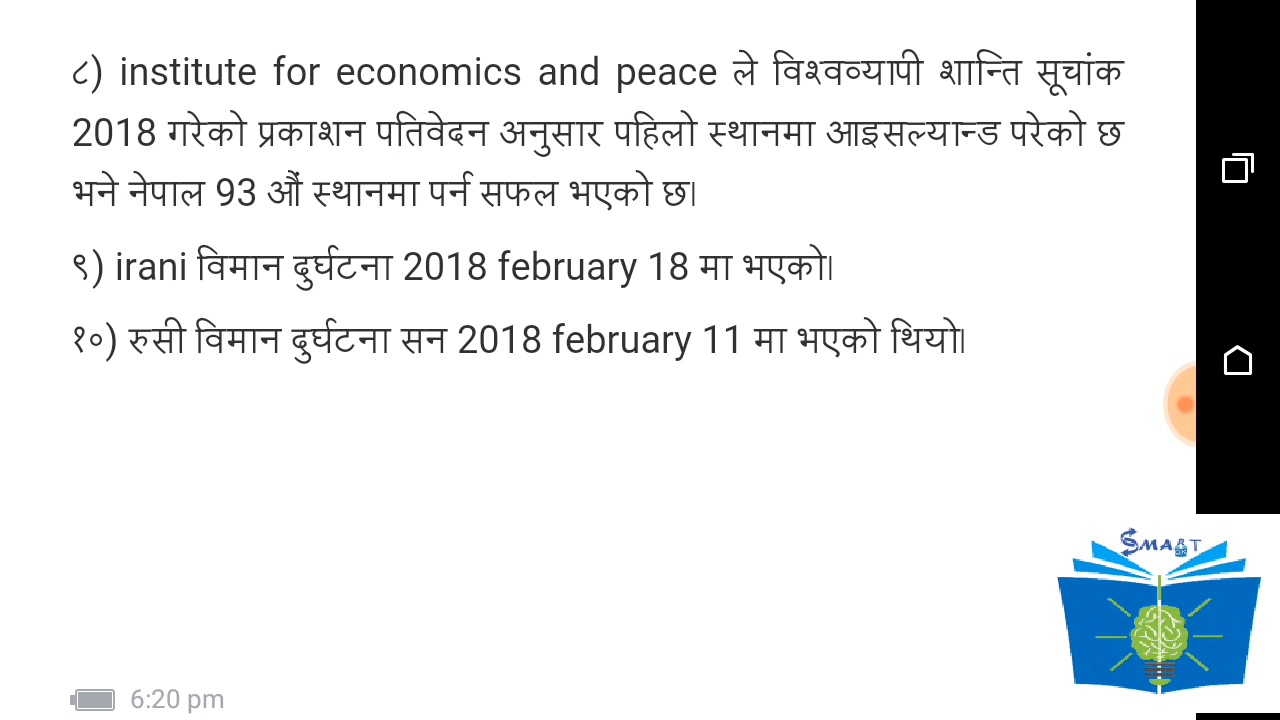 ८) institute for economics and peace ले विश्वव्यापी शान्ति सूचांक
2018 गरेको प्रकाशन पतिवेदन अनुसार पहिलो स्थानमा आइसल्यान्ड परेको छ
भने नेपाल 93 औं स्थानमा पर्न सफल भएको छ।
९) irani विमान दुर्घटना 2018 february 18 मा भएको।
१०) रुसी विमान दुर्घटना सन 2018 february 11 मा भएको थियो।
SMART
6:20 pm